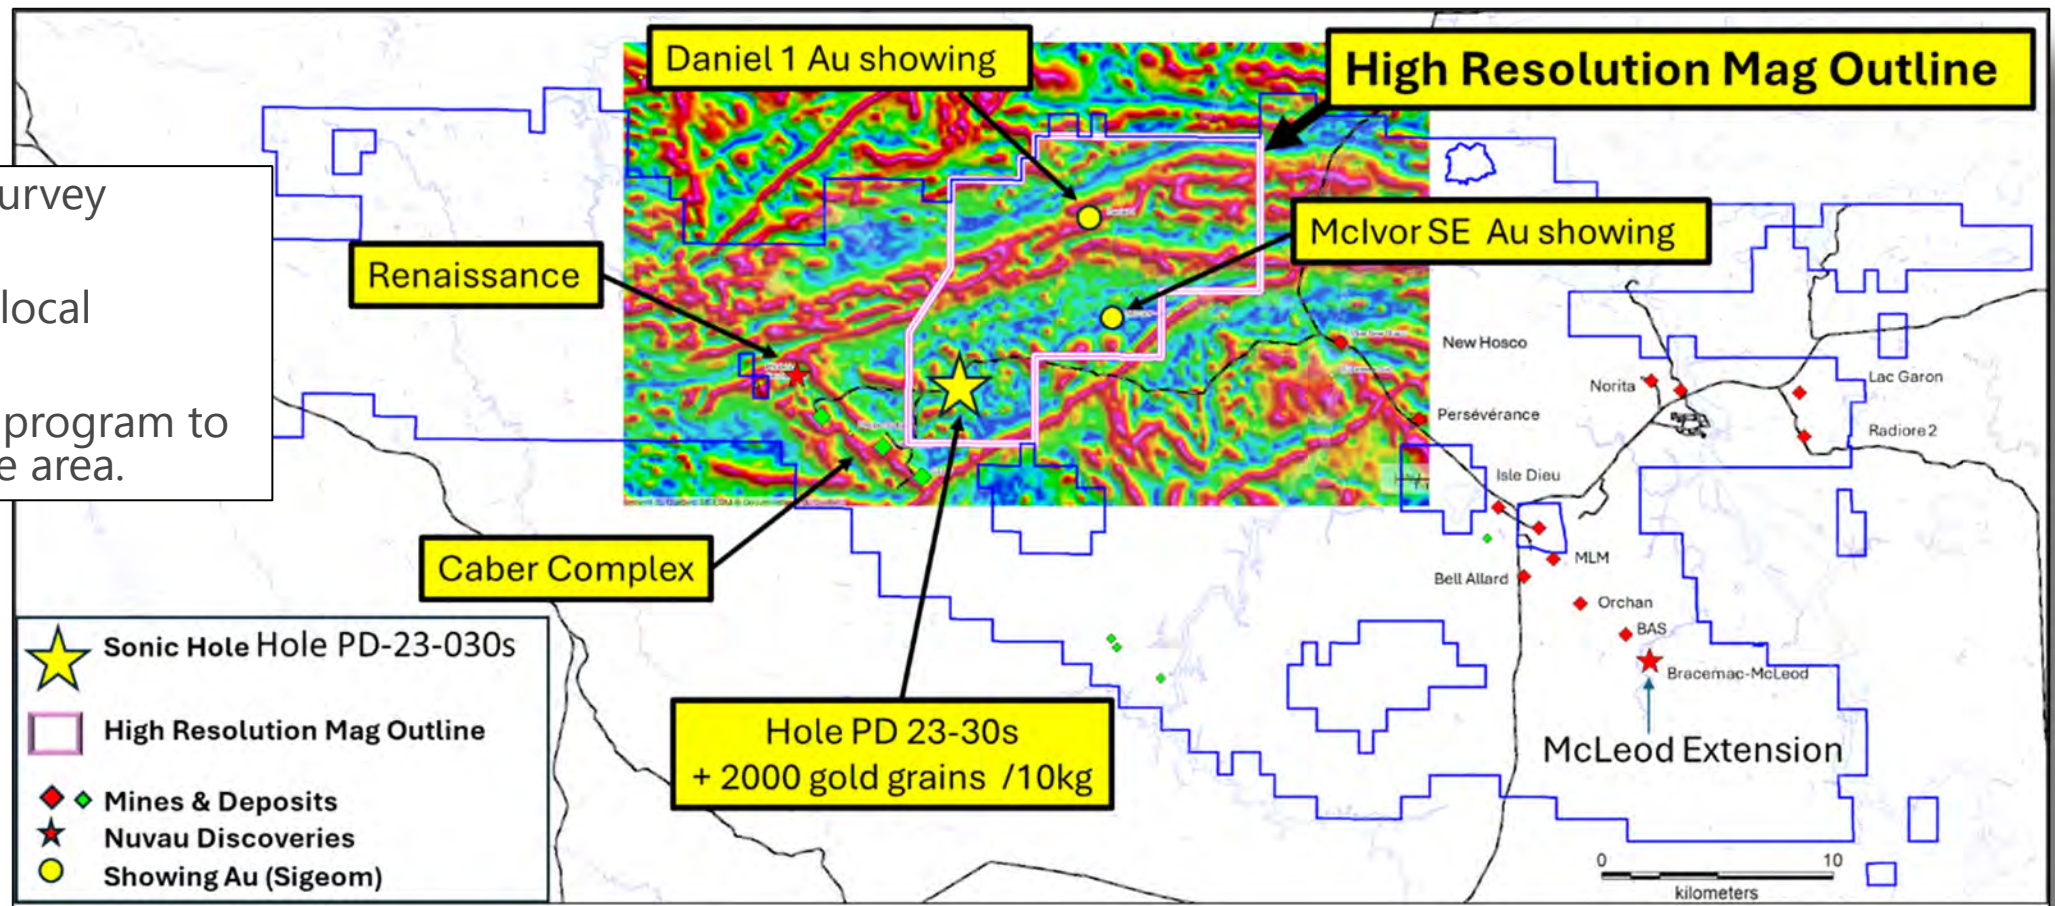 Daniel 1 Au showing
High Resolution Mag Outline
urvey
local
program to
e area.
Renaissance
McIvor SE Au showing
New Hosco
Norita
Lac Garon
Persévérance
Radiore 2
Isle Dieu
Caber Complex
MLM
Bell Allard
Orchan
BAS
Bracemac-McLeod
McLeod Extension
Hole PD 23-30s
+ 2000 gold grains /10kg
Sonic Hole Hole PD-23-030s
High Resolution Mag Outline
Mines & Deposits
Nuvau Discoveries
Showing Au (Sigeom)
0 10
kilometers